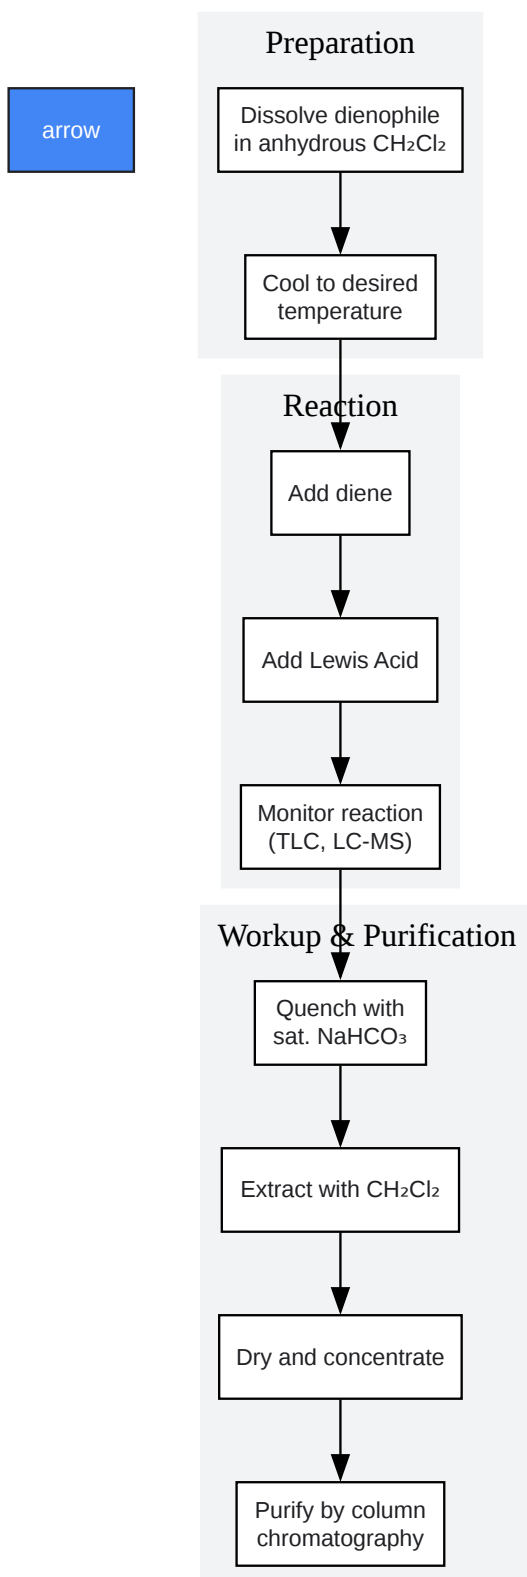 Preparation
arrow
Dissolve dienophile
in anhydrous CH₂Cl₂
Cool to desired
temperature
Reaction
Add diene
Add Lewis Acid
Monitor reaction
(TLC, LC-MS)
Workup & Purification
Quench with
sat. NaHCO₃
Extract with CH₂Cl₂
Dry and concentrate
Purify by column
chromatography